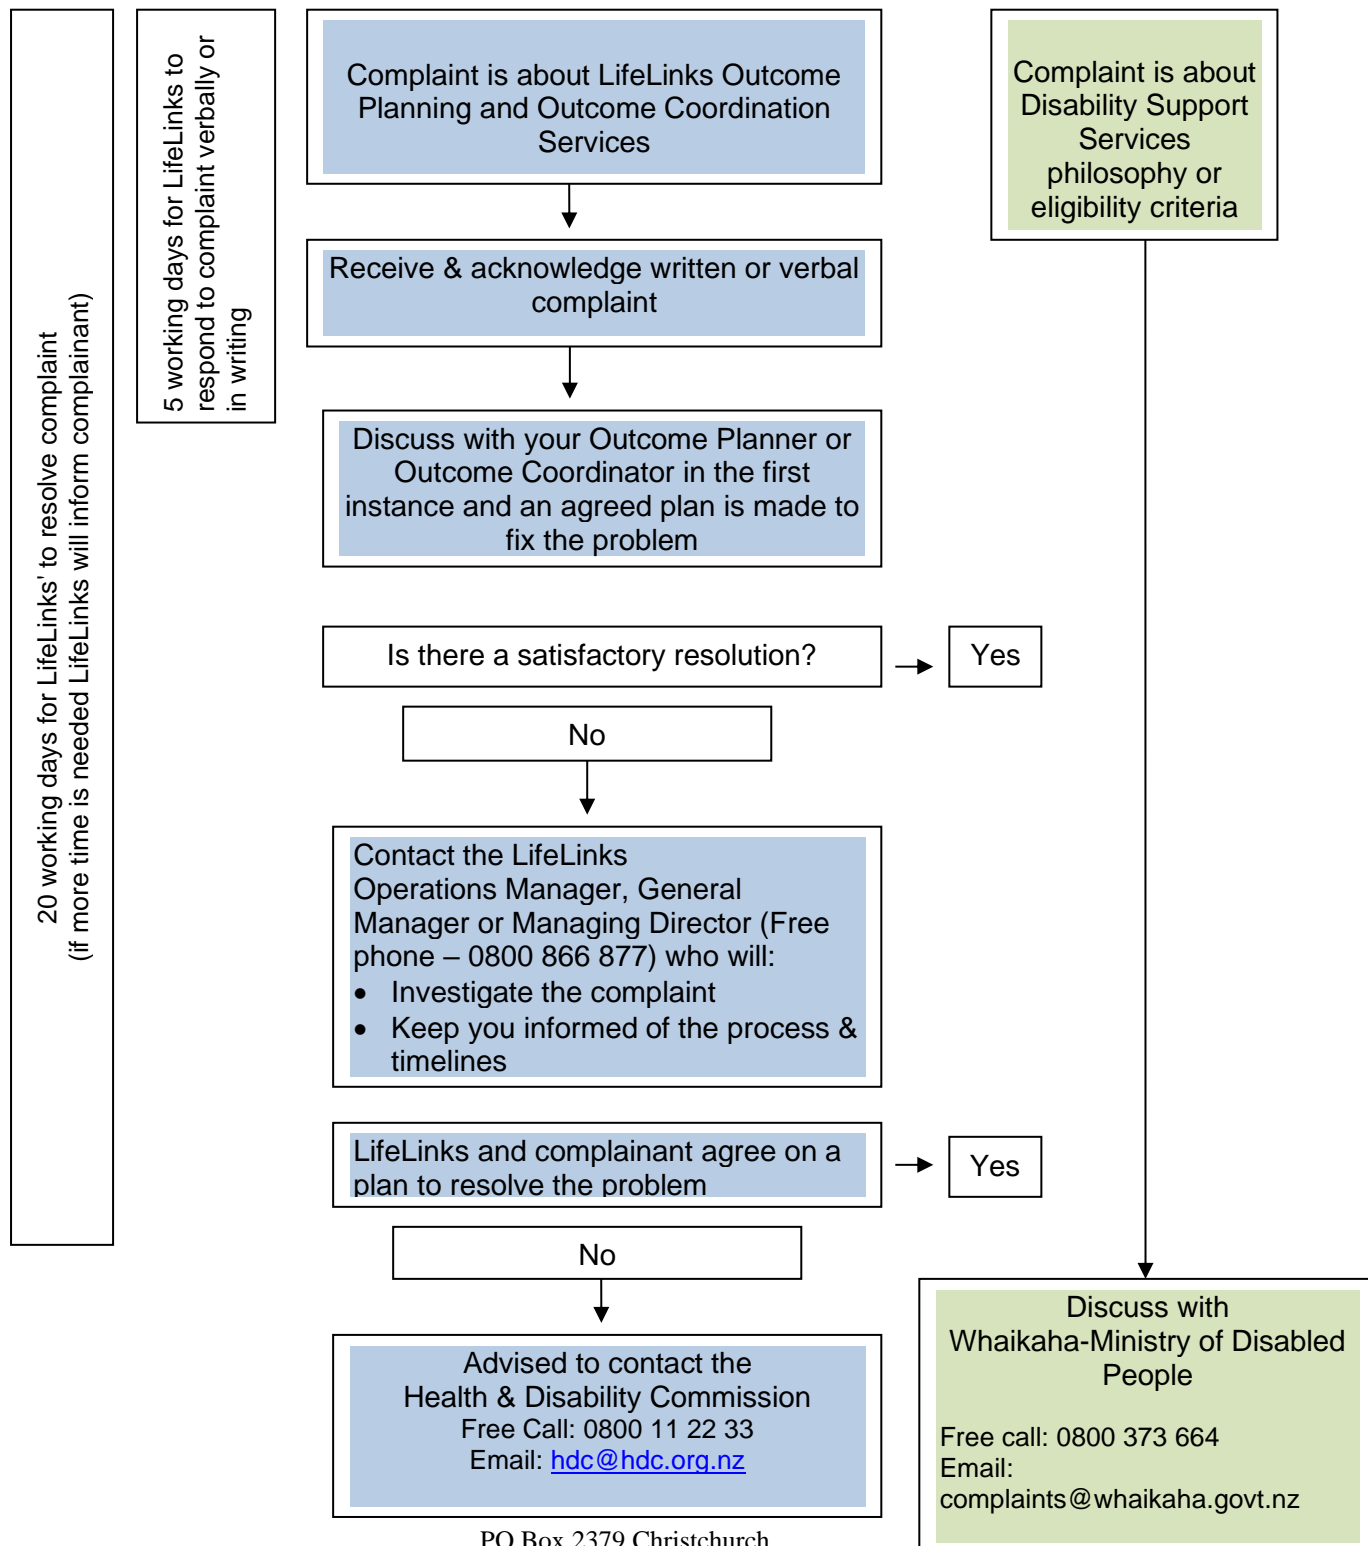 20 working days for LifeLinks' to resolve complaint
(if more time is needed LifeLinks will inform complainant)
5 working days for LifeLinks to
respond to complaint verbally or
in writing
Complaint is about LifeLinks Outcome
Planning and Outcome Coordination
Services
Complaint is about
Disability Support
Services
philosophy or
eligibility criteria
Receive & acknowledge written or verbal
complaint
Discuss with your Outcome Planner or
Outcome Coordinator in the first
instance and an agreed plan is made to
fix the problem
Is there a satisfactory resolution?
Yes
No
Contact the LifeLinks
Operations Manager, General
Manager or Managing Director (Free
phone – 0800 866 877) who will:
• Investigate the complaint
• Keep you informed of the process &
timelines
LifeLinks and complainant agree on a
plan to resolve the problem
Yes
No
Advised to contact the
Health & Disability Commission
Free Call: 0800 11 22 33
Email: hdc@hdc.org.nz
Discuss with
Whaikaha-Ministry of Disabled
People
Free call: 0800 373 664
Email:
complaints@whaikaha.govt.nz
PO Box 2379 Christchurch